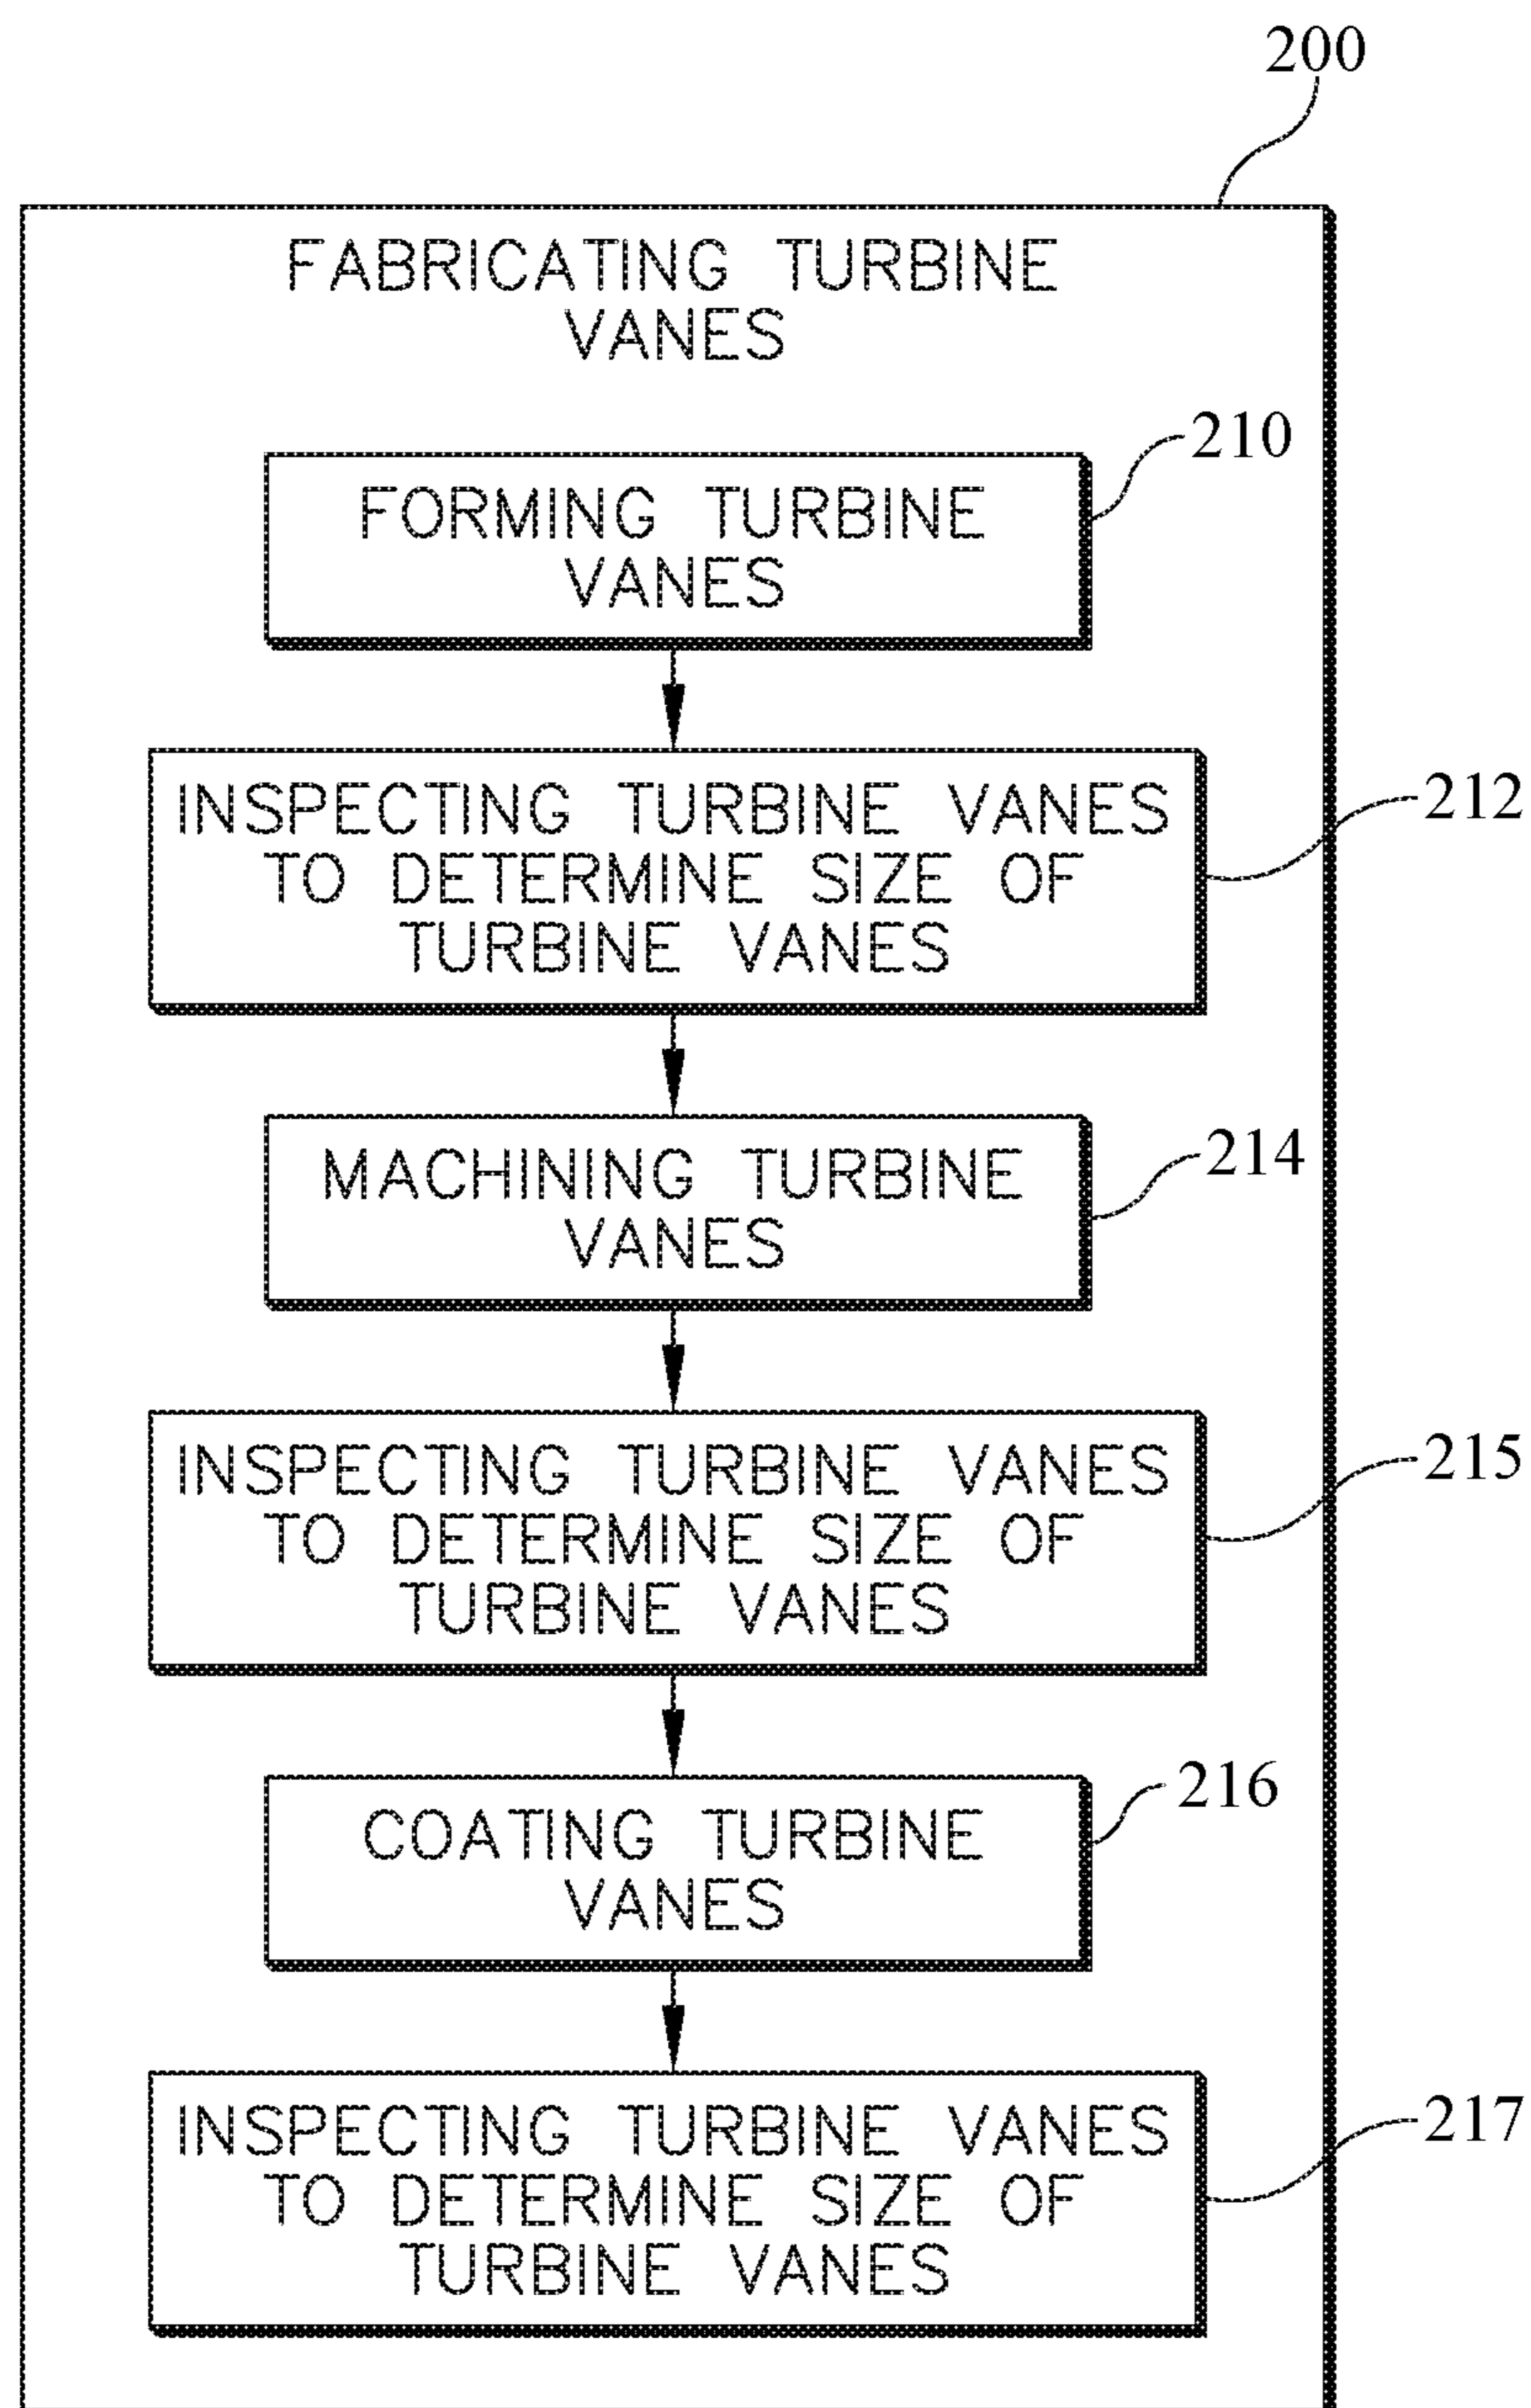 200
FABRICATING TURBINE
VANES
210
FORMING TURBINE
VANES
212
INSPECTING TURBINE VANES
TO DETERMINE SIZE OF
TURBINE VANES
214
MACHINING TURBINE
VANES
215
INSPECTING TURBINE VANES
TO DETERMINE SIZE OF
TURBINE VANES
216
COATING TURBINE
VANES
217
INSPECTING TURBINE VANES
TO DETERMINE SIZE OF
TURBINE VANES